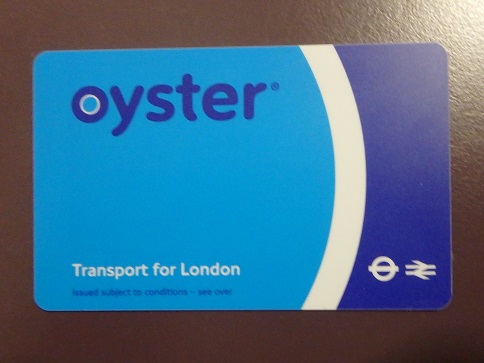 oyster®
Transport for London
Issued subject to conditions – see over